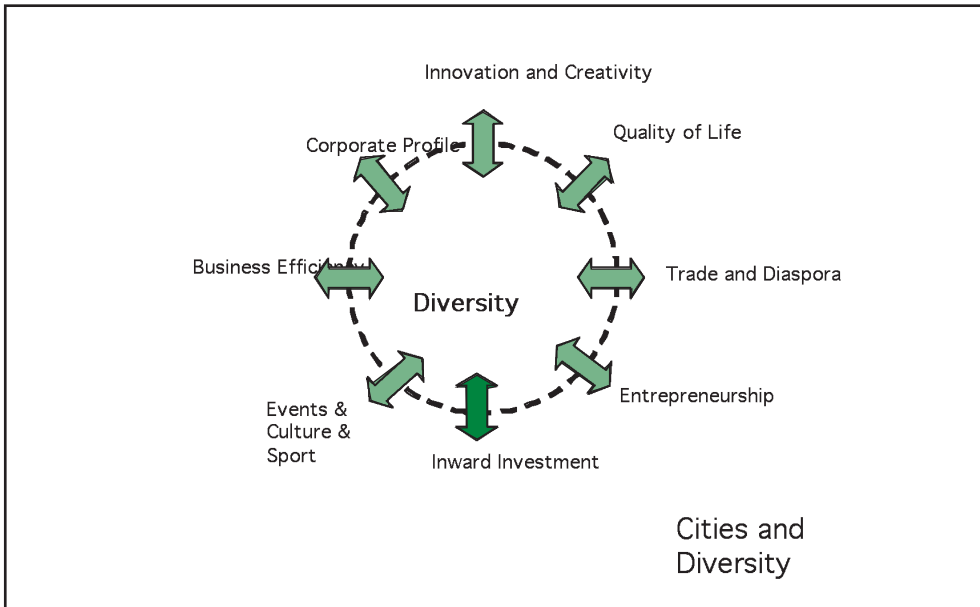 Innovation and Creativity
Quality of Life
Corporate Profile
Business Efficiency
Trade and Diaspora
Diversity
Entrepreneurship
Events &
Culture &
Sport
Inward Investment
Cities and
Diversity